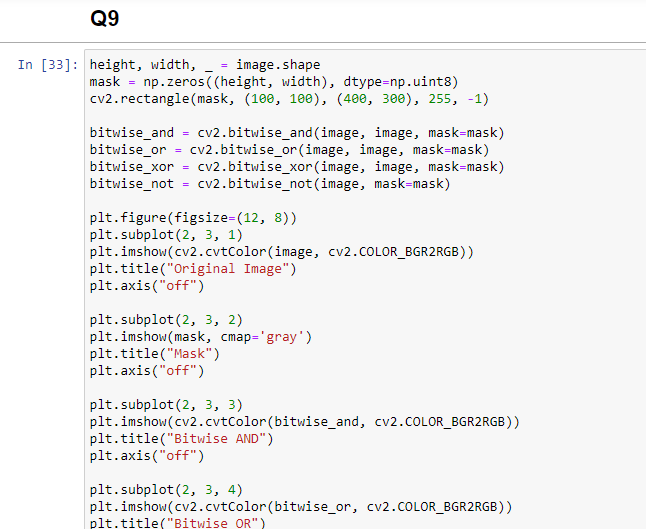 Q9
In [33]: height, width, _ = image.shape
mask = np.zeros((height, width), dtype=np.uint8)
cv2.rectangle(mask, (100, 100), (400, 300), 255, -1)
bitwise_and = cv2.bitwise_and(image, image, mask=mask)
bitwise_or = cv2.bitwise_or(image, image, mask=mask)
bitwise_xor = cv2.bitwise_xor(image, image, mask=mask)
bitwise_not = cv2.bitwise_not(image, mask=mask)
plt.figure(figsize=(12, 8))
plt.subplot(2, 3, 1)
plt.imshow(cv2.cvtColor(image, cv2.COLOR_BGR2RGB))
plt.title("Original Image")
plt.axis("off")
plt.subplot(2, 3, 2)
plt.imshow(mask, cmap='gray')
plt.title("Mask")
plt.axis("off")
plt.subplot(2, 3, 3)
plt.imshow(cv2.cvtColor(bitwise_and, cv2.COLOR_BGR2RGB))
plt.title("Bitwise AND")
plt.axis("off")
plt.subplot(2, 3, 4)
plt.imshow(cv2.cvtColor(bitwise_or, cv2.COLOR_BGR2RGB))
plt.title("Bitwise OR")